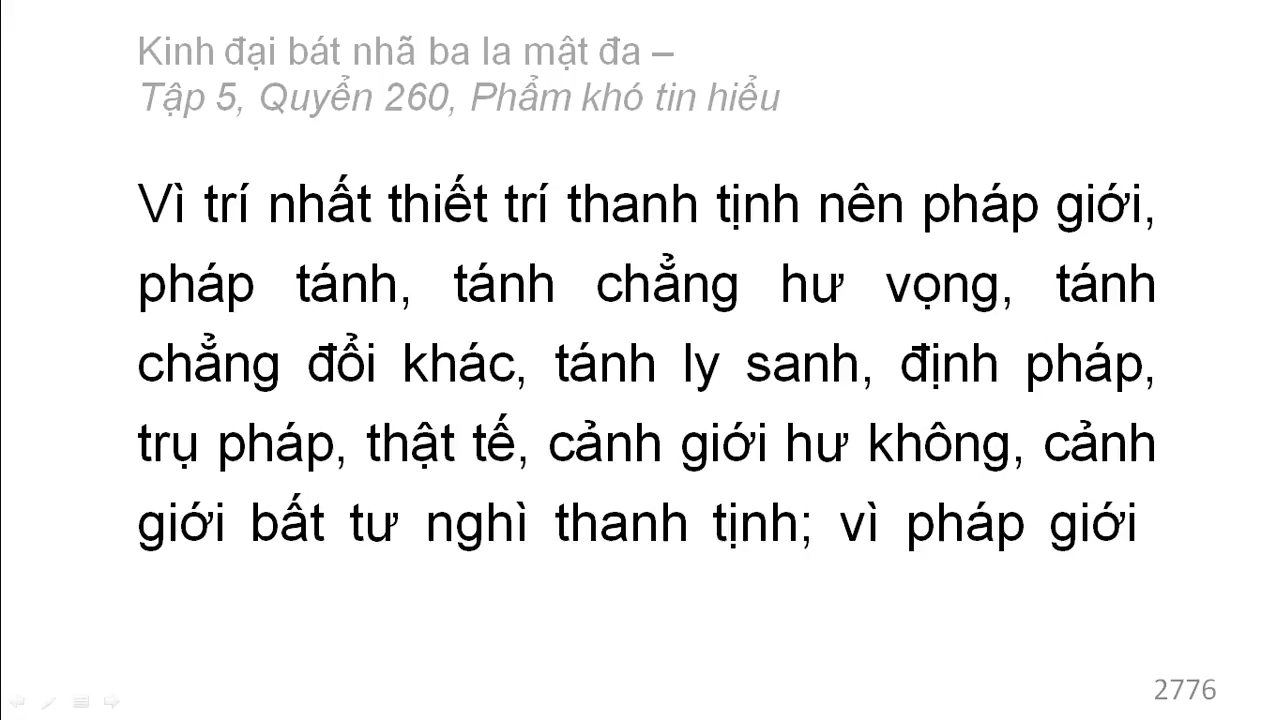 Kinh đại bát nhã ba la mật đa –
Tập 5, Quyển 260, Phẩm khó tin hiểu
Vì trí nhất thiết trí thanh tịnh nên pháp giới,
pháp tánh, tánh chẳng hư vọng, tánh
chẳng đổi khác, tánh ly sanh, định pháp,
trụ pháp, thật tế, cảnh giới hư không, cảnh
giới bất tư nghì thanh tịnh; vì pháp giới
2776